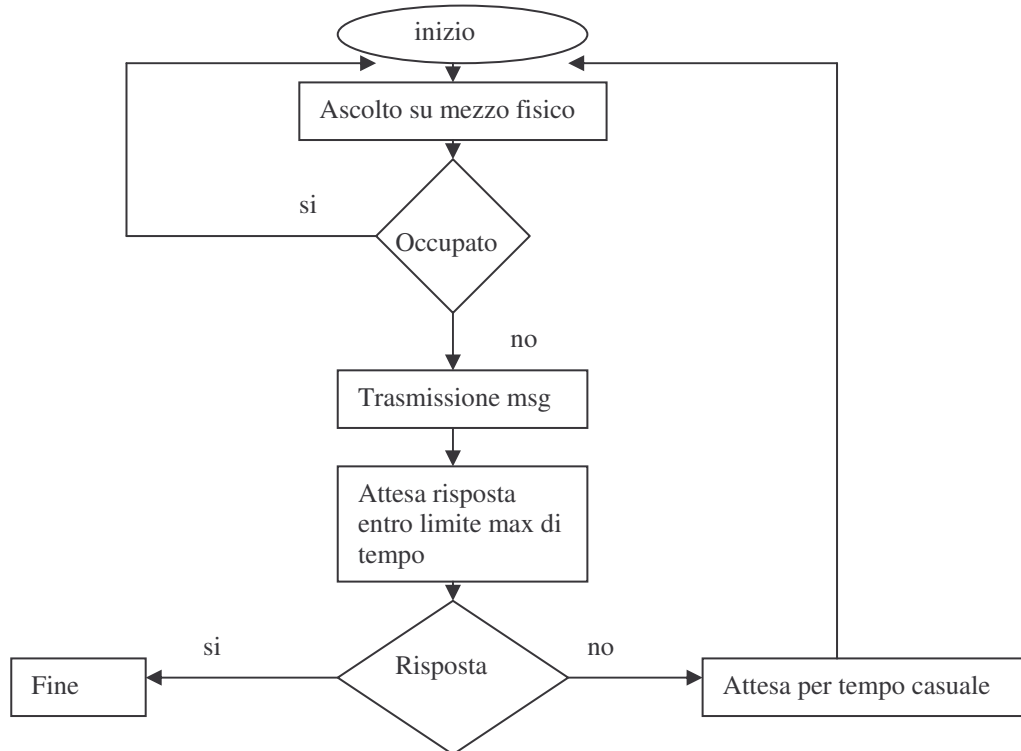 inizio
Ascolto su mezzo fisico
si
Occupato
no
Trasmissione msg
Attesa risposta
entro limite max di
tempo
si
Risposta
no
Fine
Attesa per tempo casuale